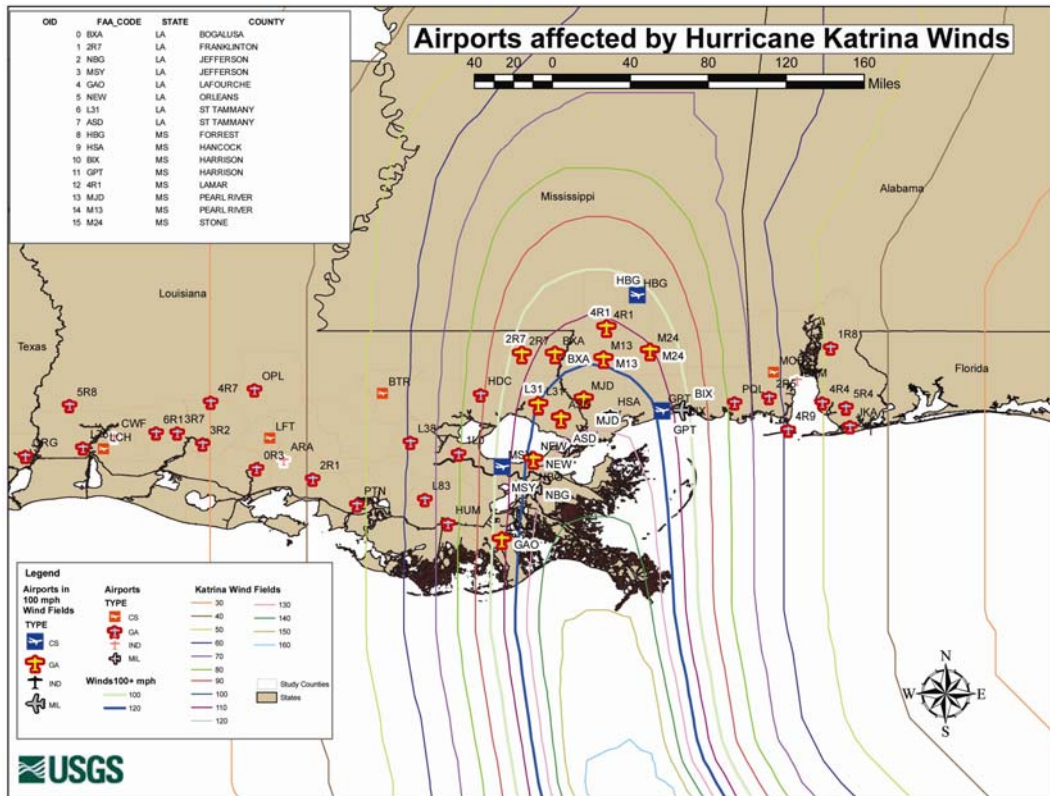 OID FAA_CODE STATE COUNTY
0 BXA LA BOGALUSA
1 2R7 LA FRANKLINTON
2 NBG LA JEFFERSON
3 MSY LA JEFFERSON
4 GAO LA LAFOURCHE
5 NEW LA ORLEANS
6 L31 LA ST TAMMANY
7 ASD LA ST TAMMANY
8 HBG MS FORREST
9 HSA MS HANCOCK
10 BIX MS HARRISON
11 GPT MS HARRISON
12 4R1 MS LAMAR
13 MJD MS PEARL RIVER
14 M13 MS PEARL RIVER
15 M24 MS STONE
Airports affected by Hurricane Katrina Winds
40 20 0 40 80 120 160
Miles
Mississippi
Alabama
Louisiana
Texas
Florida
HBG HBG
4R1 4R1
2R7 2R7 BXA M13 M24
BXA M13 M24
1R8
5R8 4R7 OPL BTR HDC L31 L31 MJD BIX
HSA GPT
MJD GPT
PQL 2R5 4R4 5R4
4R9 JKA
CWF 6R1 3R7 LFT L38 1L0 ASD
LCH 3R2 ARA NEW
0R3 2R1 NEW
MSY NBG
PTN L83
HUM GAO
Legend
Airports in
100 mph
Wind Fields
TYPE
CS
GA
IND
MIL
Airports
TYPE
CS
GA
IND
MIL
Winds100+ mph
100
120
Katrina Wind Fields
30
40
50
60
70
80
90
100
110
120
130
140
150
160
Study Counties
States
N
W E
S
USGS